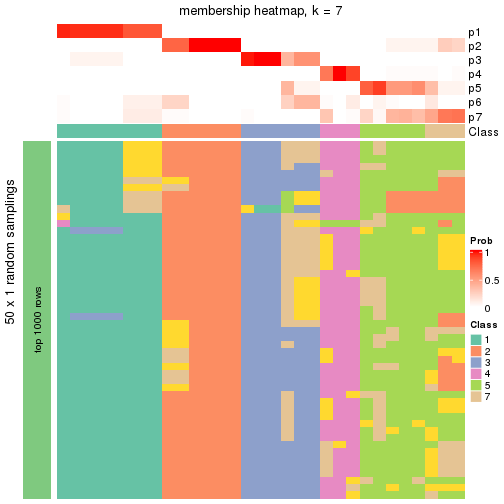 membership heatmap, k = 7
p1
p2
p3
p4
p5
p6
p7
Class
50 x 1 random samplings
top 1000 rows
Prob
1
0.5
0
Class
1
2
3
4
5
7